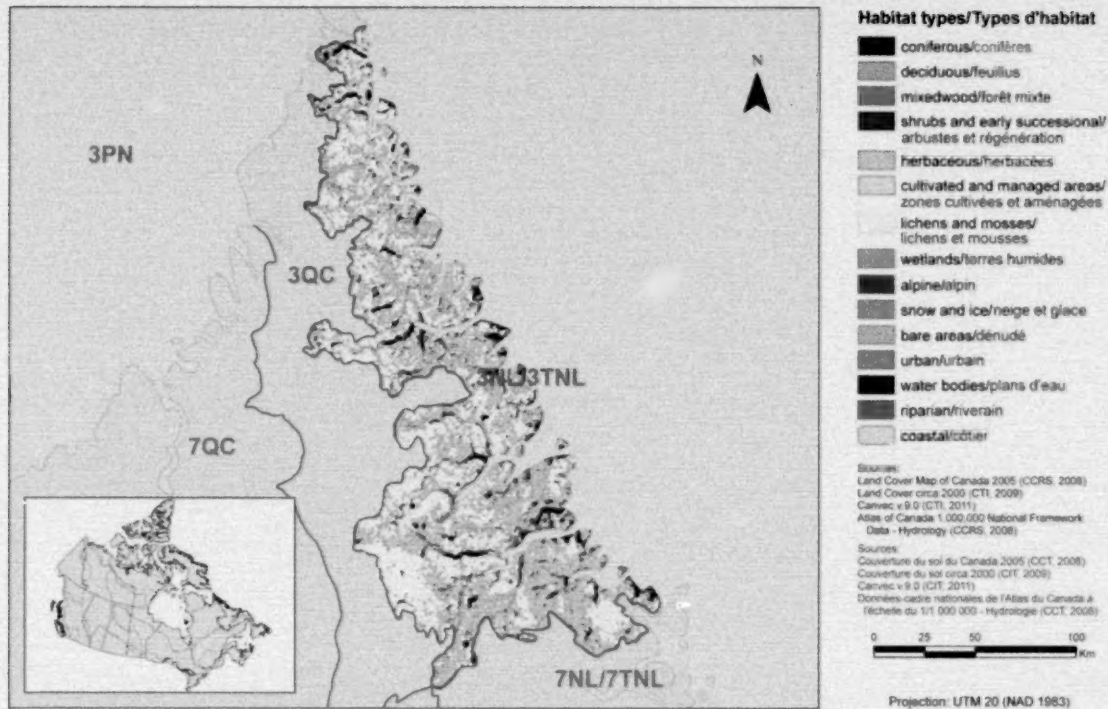 3PN
3QC
3NL/3TNL
7QC
7NL/7TNL
N
Habitat types/Types d'habitat
coniferous/conifères
deciduous/feuillus
mixedwood/forêt mixte
shrubs and early successional/
arbustes et régénération
herbaceous/herbacées
cultivated and managed areas/
zones cultivées et aménagées
lichens and mosses/
lichens et mousses
wetlands/terres humides
alpine/alpin
snow and ice/neige et glace
bare areas/dénudé
urban/urbain
water bodies/plans d'eau
riparian/riverain
coastal/côtier
Sources:
Land Cover Map of Canada 2005 (CCRS, 2008)
Land Cover circa 2000 (CTI, 2009)
Canvec v.9.0 (CTI, 2011)
Atlas of Canada 1,000,000 National Framework
Data - Hydrology (CCRS, 2008)
Sources:
Couverture du sol du Canada 2005 (CCT, 2008)
Couverture du sol circa 2000 (CIT, 2009)
Canvec v.9.0 (CIT, 2011)
Données-cadre nationales de l'Atlas du Canada à
l'échelle du 1/1 000 000 - Hydrologie (CCT, 2008)
0 50 100
Km
Projection: UTM 20 (NAD 1983)